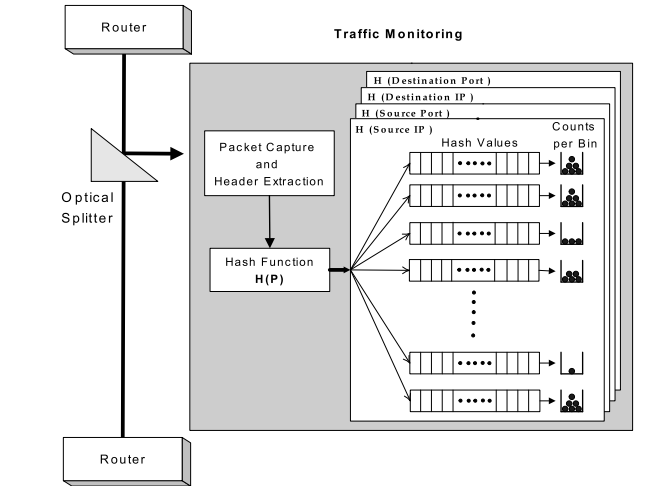 Router
Traffic Monitoring
H (Destination Port )
H (Destination IP )
H (Source Port )
H (Source IP )
Counts
per Bin
Hash Values
Packet Capture
and
Header Extraction
Optical
Splitter
Hash Function
H(P)
Router